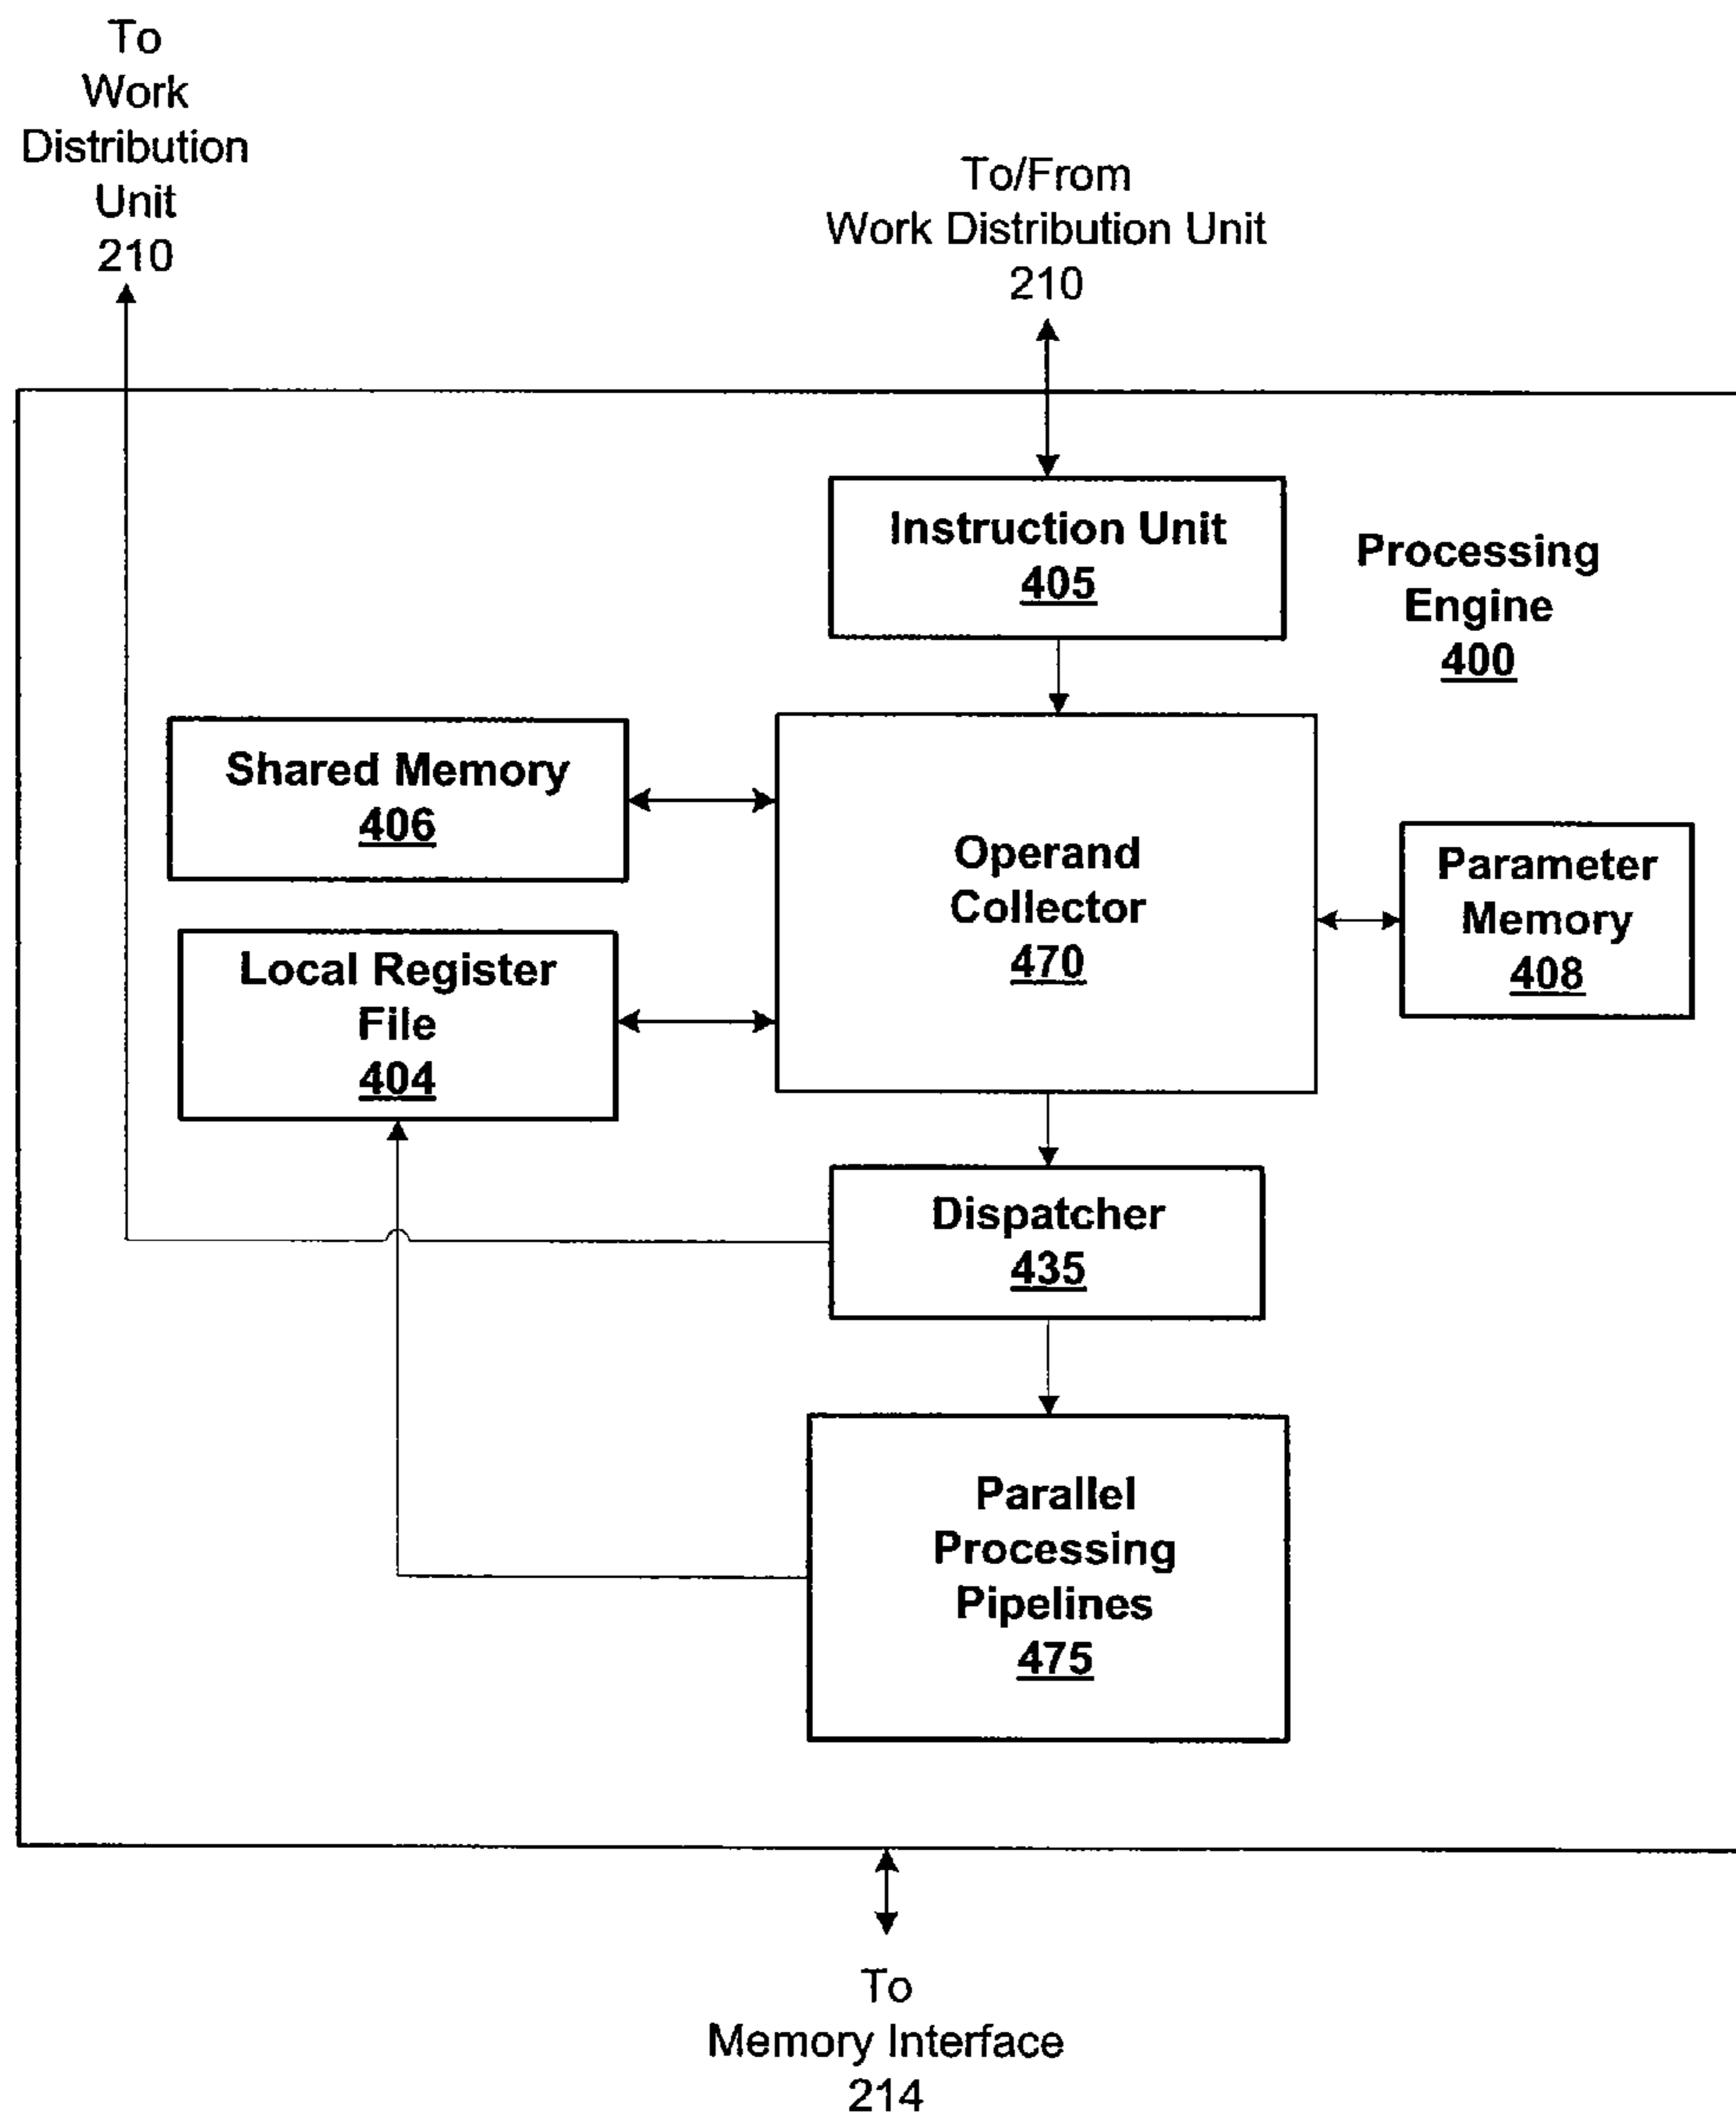 To
Work
Distribution
Unit
210
To/From
Work Distribution Unit
210
Instruction Unit
405
Processing
Engine
400
Shared Memory
406
Operand
Collector
470
Parameter
Memory
408
Local Register
File
404
Dispatcher
435
Parallel
Processing
Pipelines
475
To
Memory Interface
214